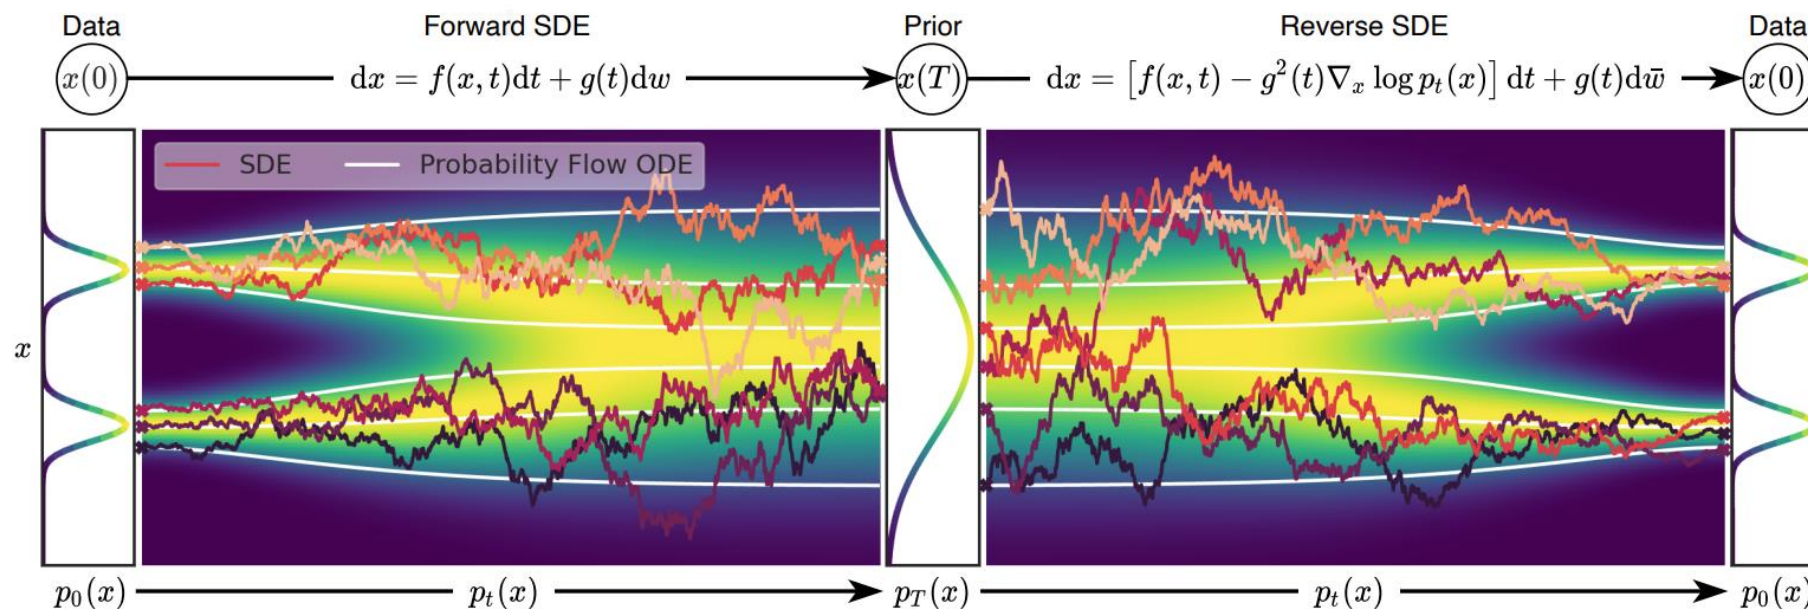 Data Forward SDE Prior Reverse SDE Data
x(0) dx = f(x, t)dt + g(t)dw x(T) dx = [f(x, t) − g²(t)∇ₓ log pₜ(x)] dt + g(t)dw̄ x(0)
SDE Probability Flow ODE
x
p₀(x) pₜ(x) p_T(x) pₜ(x) p₀(x)